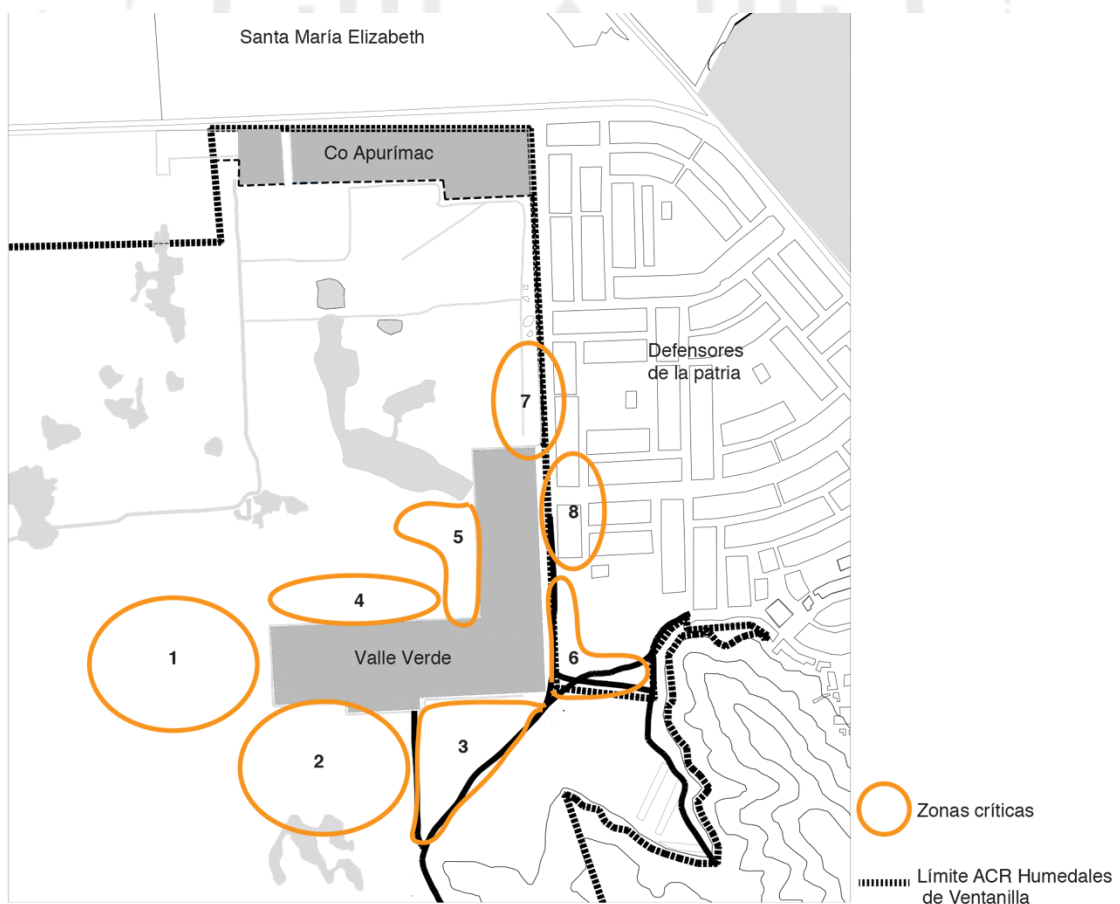 Santa María Elizabeth
Co Apurímac
Defensores
de la patria
7
8
5
4
1
Valle Verde
6
2
3
Zonas críticas
Límite ACR Humedales
de Ventanilla